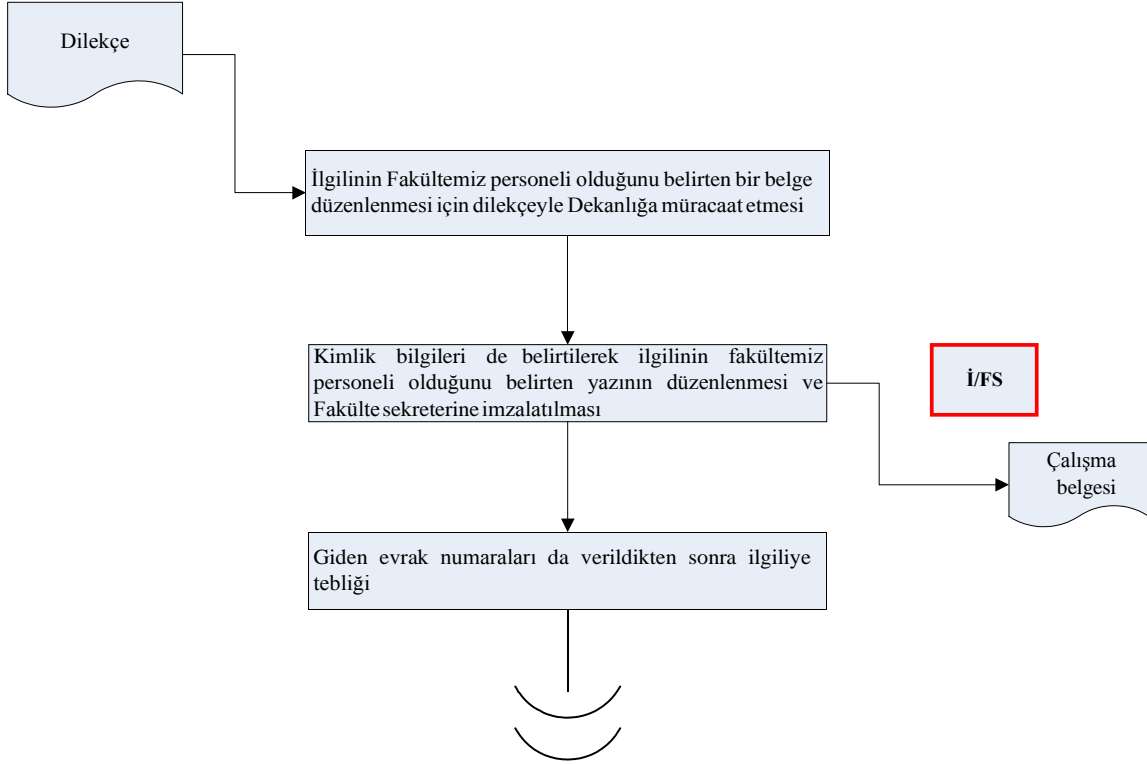 Dilekçe
İlgilinin Fakültemiz personeli olduğunu belirten bir belge
düzenlenmesi için dilekçeyle Dekanlığa müracaat etmesi
Kimlik bilgileri de belirtilerek ilgilinin fakültemiz
personeli olduğunu belirten yazının düzenlenmesi ve
Fakülte sekreterine imzalatılması
İ/FS
Çalışma
belgesi
Giden evrak numaraları da verildikten sonra ilgiliye
tebliği